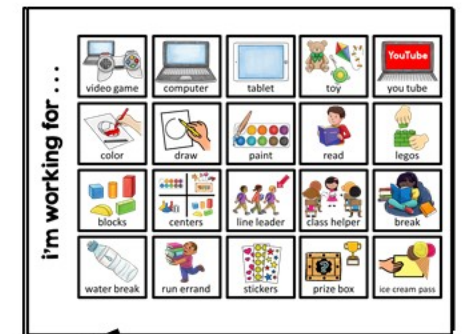 i'm working for . . .
video game
computer
tablet
toy
YouTube
you tube
color
draw
paint
read
legos
blocks
centers
line leader
class helper
break
water break
run errand
stickers
prize box
ice cream pass